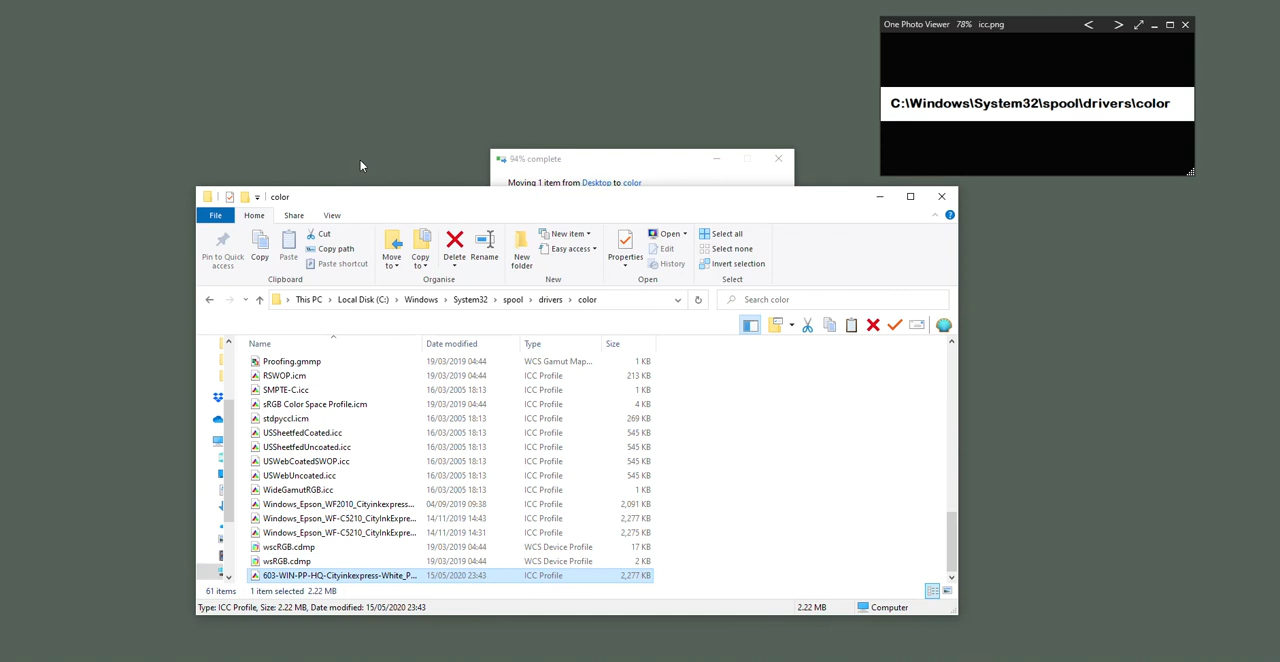 One Photo Viewer 78% icc.png
C:\Windows\System32\spool\drivers\color
94% complete
Moving 1 item from Desktop to color
color
File Home Share View
Pin to Quick access
Copy
Paste
Cut
Copy path
Paste shortcut
Clipboard
Move to
Copy to
Delete
Rename
Organise
New folder
New item
Easy access
New
Properties
Open
Edit
History
Open
Select all
Select none
Invert selection
Select
This PC > Local Disk (C:) > Windows > System32 > spool > drivers > color
Search color
Name Date modified Type Size
Proofing.gmmp 19/03/2019 04:44 WCS Gamut Map... 1 KB
RSWOP.icm 19/03/2019 04:44 ICC Profile 213 KB
SMPTE-C.icc 16/03/2005 18:13 ICC Profile 1 KB
sRGB Color Space Profile.icm 19/03/2019 04:44 ICC Profile 4 KB
stdpyccl.icm 16/03/2005 18:13 ICC Profile 269 KB
USSheetfedCoated.icc 16/03/2005 18:13 ICC Profile 545 KB
USSheetfedUncoated.icc 16/03/2005 18:13 ICC Profile 545 KB
USWebCoatedSWOP.icc 16/03/2005 18:13 ICC Profile 545 KB
USWebUncoated.icc 16/03/2005 18:13 ICC Profile 545 KB
WideGamutRGB.icc 16/03/2005 18:13 ICC Profile 1 KB
Windows_Epson_WF2010_Cityinkexpress... 04/09/2019 09:38 ICC Profile 2,091 KB
Windows_Epson_WF-C5210_CityInkExpre... 14/11/2019 14:43 ICC Profile 2,277 KB
Windows_Epson_WF-C5210_CityInkExpre... 14/11/2019 14:31 ICC Profile 2,275 KB
wscRGB.cdmp 19/03/2019 04:44 WCS Device Profile 17 KB
wsRGB.cdmp 19/03/2019 04:44 WCS Device Profile 2 KB
603-WIN-PP-HQ-Cityinkexpress-White_P... 15/05/2020 23:43 ICC Profile 2,277 KB
61 items 1 item selected 2.22 MB
Type: ICC Profile, Size: 2.22 MB, Date modified: 15/05/2020 23:43 2.22 MB Computer